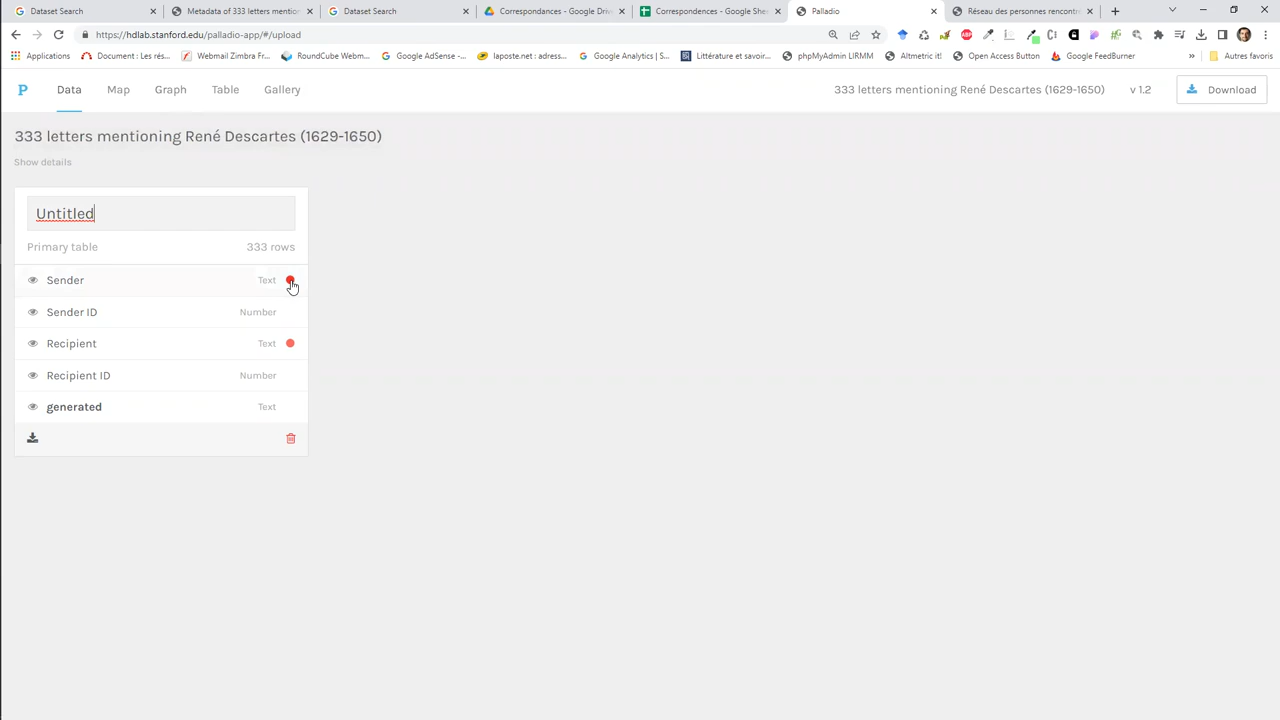 Dataset Search
Metadata of 333 letters mention
Dataset Search
Correspondances - Google Drive
Correspondences - Google She
Palladio
Réseau des personnes rencontr
https://hdlab.stanford.edu/palladio-app/#/upload
Applications
Document : Les rés...
Webmail Zimbra Fr...
RoundCube Webm...
Google AdSense -...
laposte.net : adress...
Google Analytics | S...
Littérature et savoir...
phpMyAdmin LIRMM
Altmetric it!
Open Access Button
Google FeedBurner
»
Autres favoris
P
Data
Map
Graph
Table
Gallery
333 letters mentioning René Descartes (1629-1650)
v 1.2
Download
333 letters mentioning René Descartes (1629-1650)
Show details
Untitled
Primary table 333 rows
Sender Text
Sender ID Number
Recipient Text
Recipient ID Number
generated Text